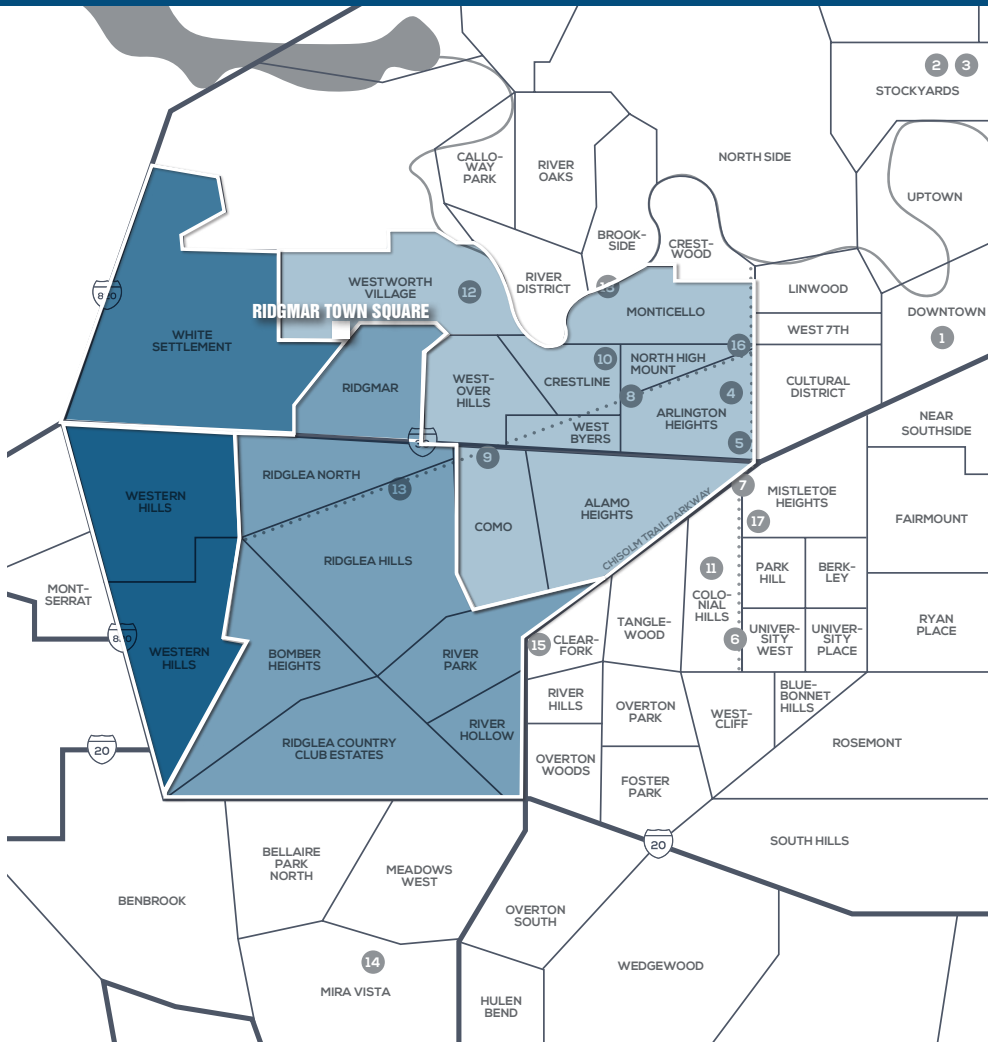 2
3
STOCKYARDS
CALLO-
WAY
PARK
RIVER
OAKS
NORTH SIDE
UPTOWN
BROOK-
SIDE
CREST-
WOOD
RIVER
DISTRICT
WESTWORTH
VILLAGE
12
LINWOOD
820
RIDGMAR TOWN SQUARE
MONTICELLO
DOWNTOWN
1
WHITE
SETTLEMENT
WEST 7TH
16
10
NORTH HIGH
MOUNT
RIDGMAR
WEST-
OVER
HILLS
CRESTLINE
CULTURAL
DISTRICT
8
4
ARLINGTON
HEIGHTS
WEST
BYERS
NEAR
SOUTHSIDE
30
5
9
RIDGLEA NORTH
13
7
MISTLETOE
HEIGHTS
WESTERN
HILLS
COMO
ALAMO
HEIGHTS
CHISOLM TRAIL PARKWAY
17
FAIRMOUNT
RIDGLEA HILLS
11
PARK
HILL
BERK-
LEY
MONT-
SERRAT
COLO-
NIAL
HILLS
TANGLE-
WOOD
RYAN
PLACE
820
15
CLEAR-
FORK
6
UNIVER-
SITY
WEST
UNIVER-
SITY
PLACE
WESTERN
HILLS
BOMBER
HEIGHTS
RIVER
PARK
RIVER
HILLS
OVERTON
PARK
WEST-
CLIFF
BLUE-
BONNET
HILLS
RIVER
HOLLOW
ROSEMONT
20
RIDGLEA COUNTRY
CLUB ESTATES
OVERTON
WOODS
FOSTER
PARK
20
SOUTH HILLS
BELLAIRE
PARK
NORTH
MEADOWS
WEST
BENBROOK
OVERTON
SOUTH
14
MIRA VISTA
WEDGEWOOD
HULEN
BEND